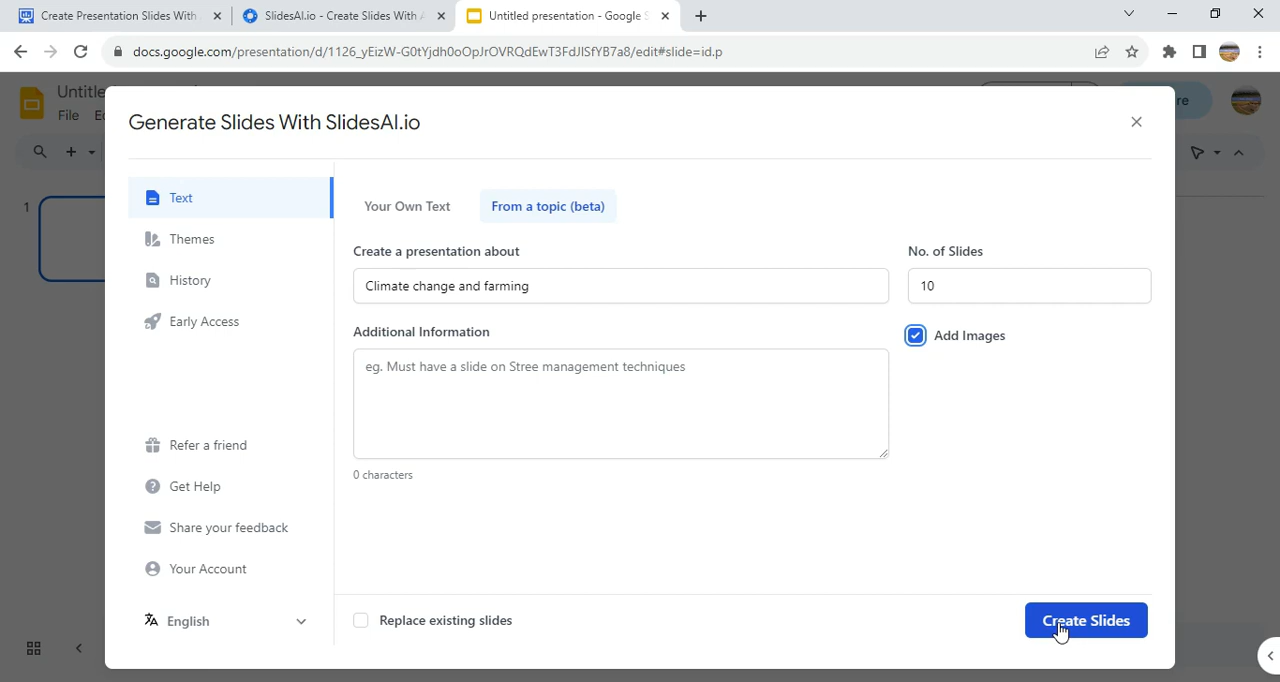 Create Presentation Slides With
SlidesAI.io - Create Slides With A
Untitled presentation - Google S
docs.google.com/presentation/d/1126_yEizW-G0tYjdh0oOpJrOVRQdEwT3FdJISfYB7a8/edit#slide=id.p
Untitle
File
Generate Slides With SlidesAI.io
re
1
Text
Themes
History
Early Access
Refer a friend
Get Help
Share your feedback
Your Account
English
Your Own Text
From a topic (beta)
Create a presentation about
Climate change and farming
No. of Slides
10
Additional Information
Add Images
eg. Must have a slide on Stree management techniques
0 characters
Replace existing slides
Create Slides